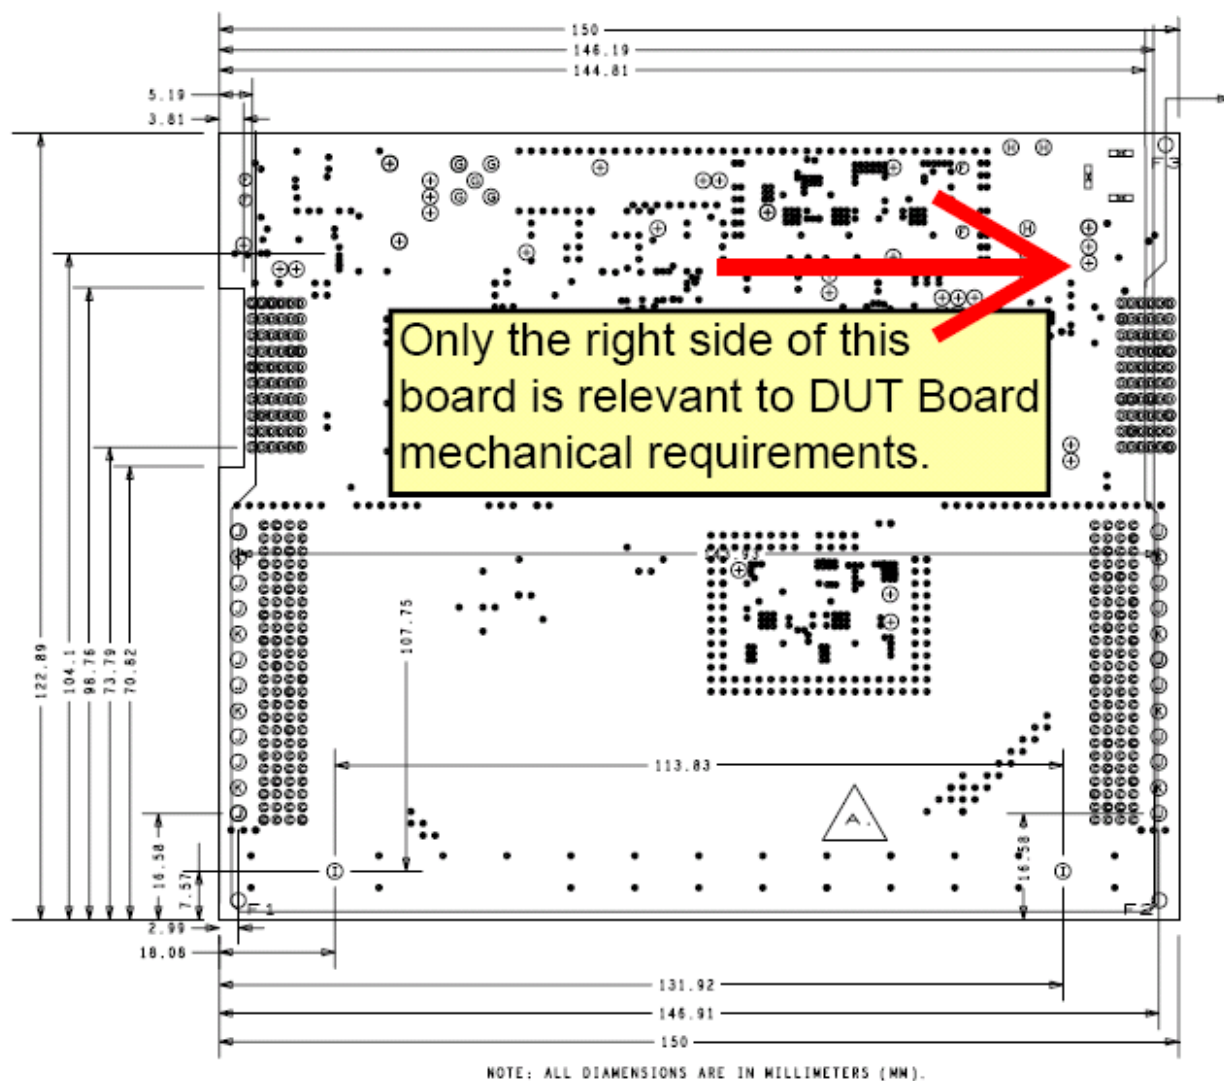 150
146.19
144.81
5.19
3.81
F3
Only the right side of this
board is relevant to DUT Board
mechanical requirements.
122.89
104.1
98.76
73.79
70.82
107.75
113.83
A.
16.58
7.57
16.58
F1
F2
2.99
18.08
131.92
146.91
150
NOTE: ALL DIAMENSIONS ARE IN MILLIMETERS (MM).